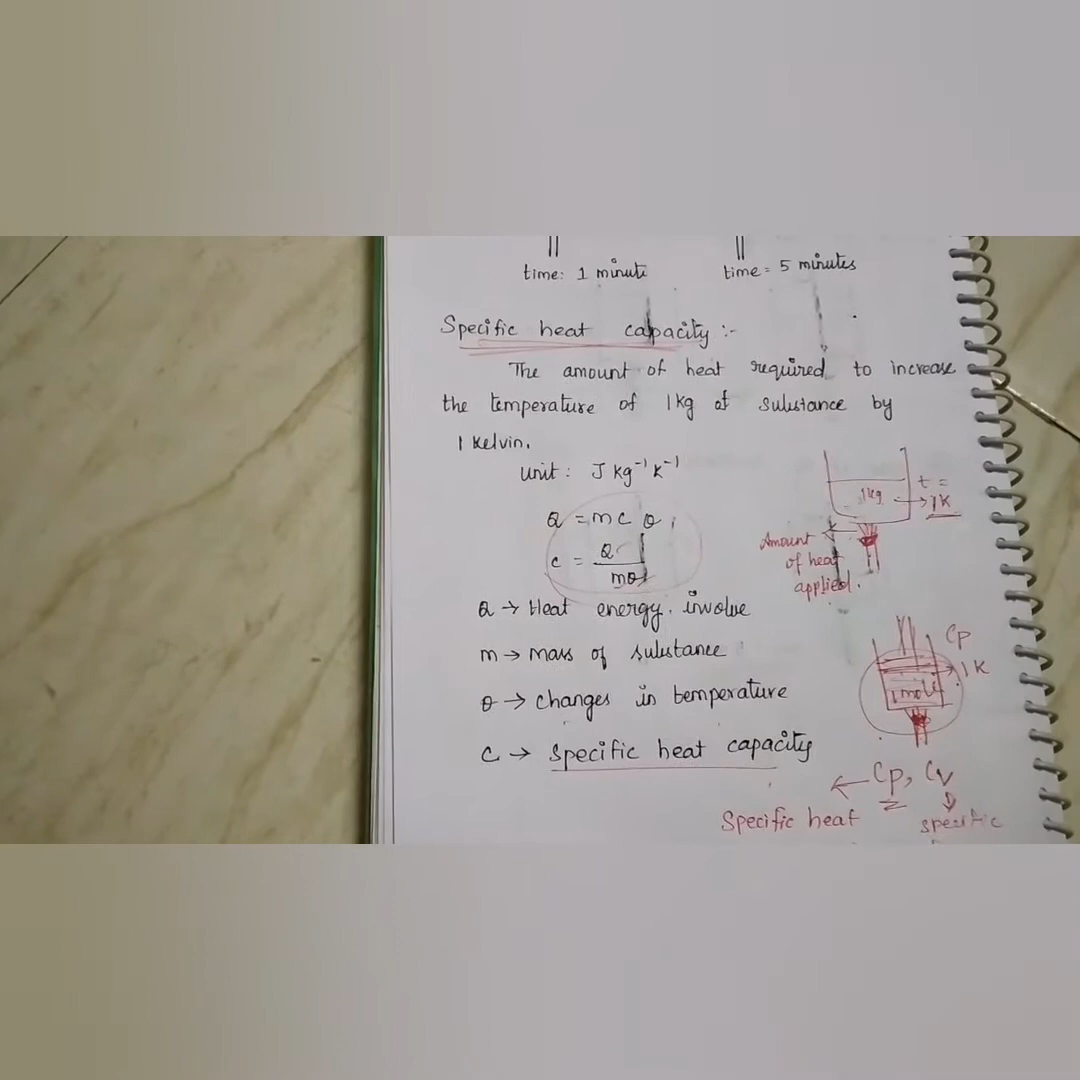 time: 1 minute
time = 5 minutes
Specific heat capacity :-
The amount of heat required to increase
the temperature of 1kg of substance by
1 Kelvin.
Unit : J kg⁻¹ K⁻¹
t =
1kg → 1K
Q = m c θ
c = Q / mθ
Amount
of heat
applied.
Q → Heat energy involve
m → mass of substance
θ → changes in temperature
c → specific heat capacity
Cp
1K
1 mole
← Cp, Cv
Specific heat
specific